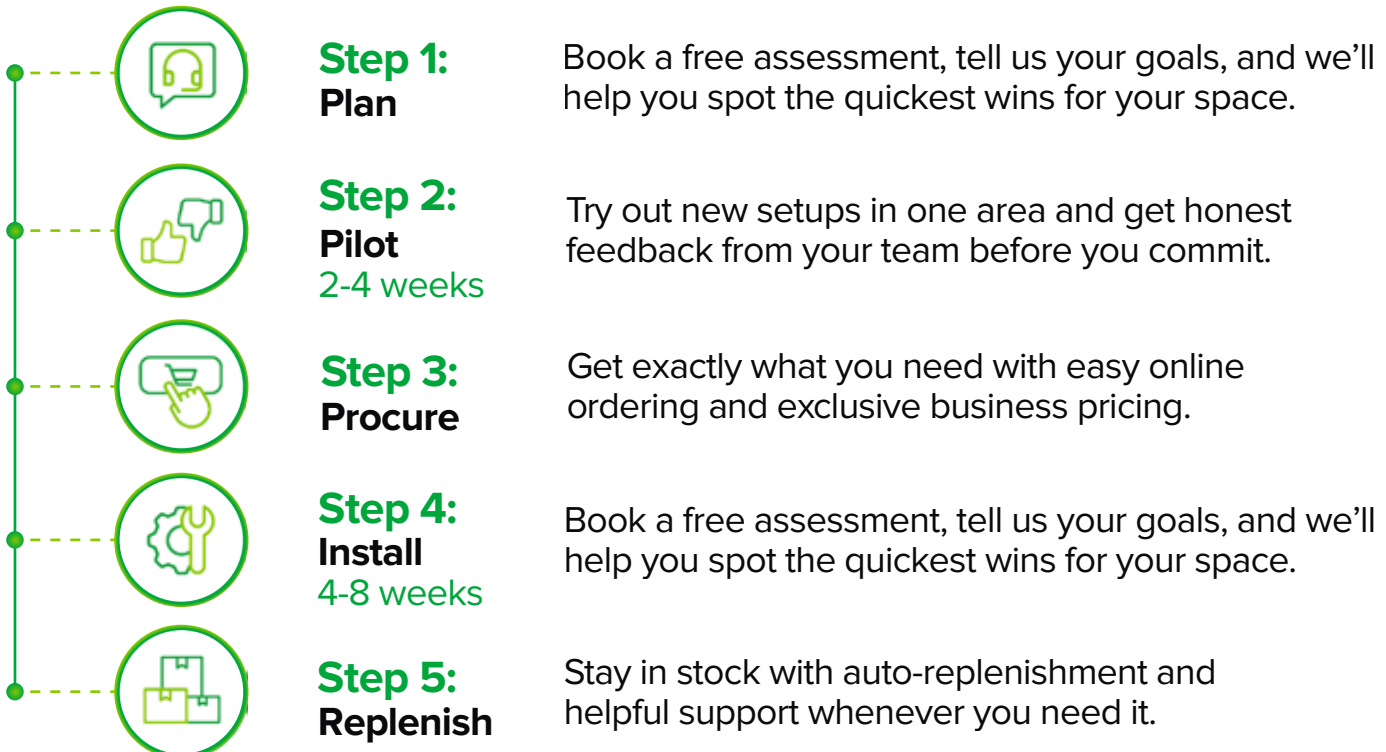 Step 1:
Plan
Book a free assessment, tell us your goals, and we’ll
help you spot the quickest wins for your space.
Step 2:
Pilot
2-4 weeks
Try out new setups in one area and get honest
feedback from your team before you commit.
Step 3:
Procure
Get exactly what you need with easy online
ordering and exclusive business pricing.
Step 4:
Install
4-8 weeks
Book a free assessment, tell us your goals, and we’ll
help you spot the quickest wins for your space.
Step 5:
Replenish
Stay in stock with auto-replenishment and
helpful support whenever you need it.